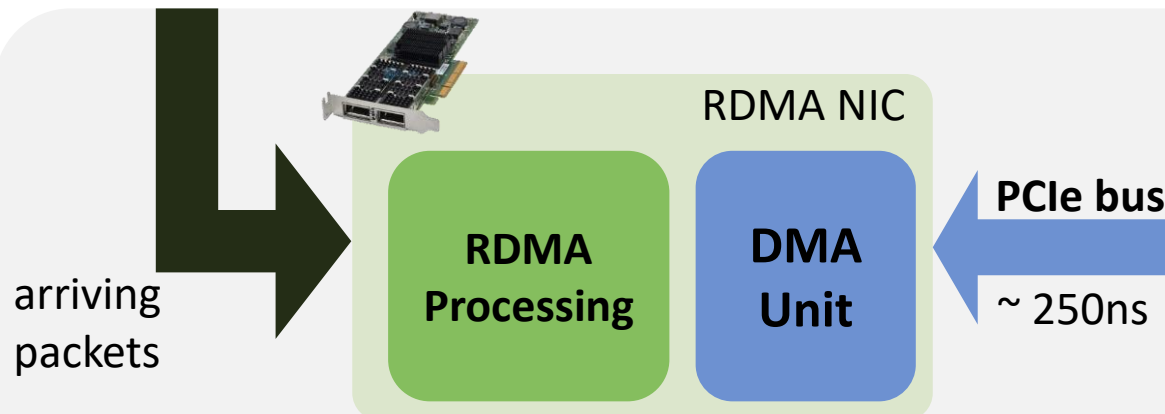 RDMA NIC
RDMA
Processing
DMA
Unit
PCIe bus
~ 250ns
arriving
packets